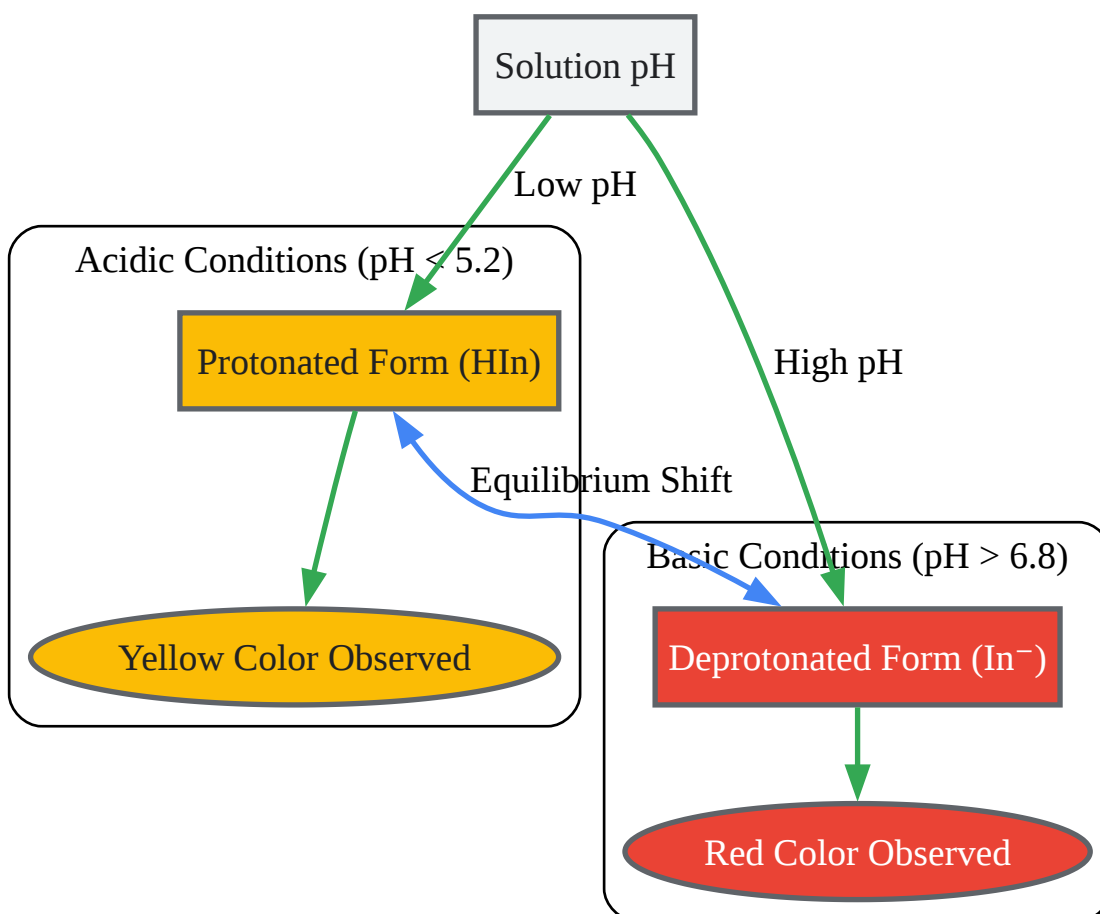 Solution pH
Low pH
Acidic Conditions (pH < 5.2)
Protonated Form (HIn)
High pH
Equilibrium Shift
Basic Conditions (pH > 6.8)
Yellow Color Observed
Deprotonated Form (In⁻)
Red Color Observed